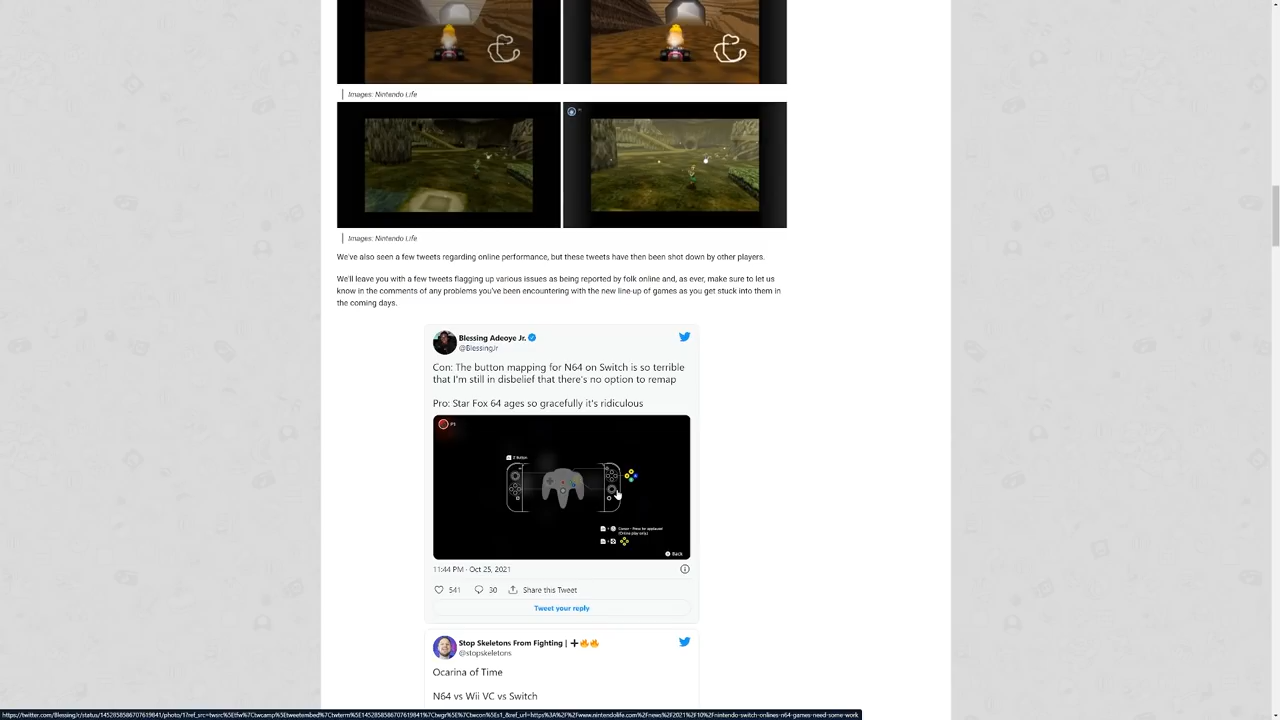 Images: Nintendo Life
Images: Nintendo Life
We've also seen a few tweets regarding online performance, but these tweets have then been shot down by other players.
We'll leave you with a few tweets flagging up various issues as being reported by folk online and, as ever, make sure to let us
know in the comments of any problems you've been encountering with the new line-up of games as you get stuck into them in
the coming days.
Blessing Adeoye Jr.
@BlessingJr
Con: The button mapping for N64 on Switch is so terrible
that I'm still in disbelief that there's no option to remap
Pro: Star Fox 64 ages so gracefully it's ridiculous
Z Button
Back
11:44 PM · Oct 25, 2021
541
30
Share this Tweet
Tweet your reply
Stop Skeletons From Fighting |
@stopskeletons
Ocarina of Time
N64 vs Wii VC vs Switch